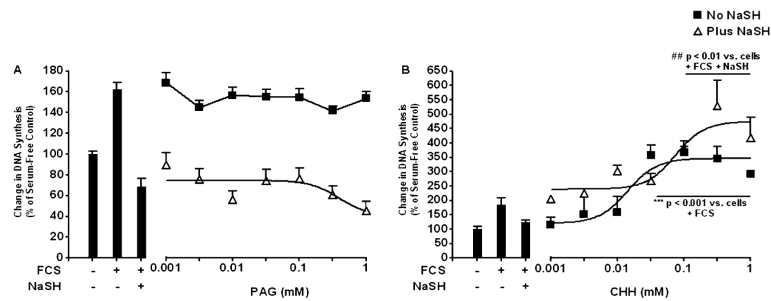 No NaSH
Plus NaSH
A
Change in DNA Synthesis
(% of Serum-Free Control)
180
160
140
120
100
80
60
40
20
0
FCS - + +
NaSH - - +
0.001 0.01 0.1 1
PAG (mM)
B
## p < 0.01 vs. cells
+ FCS + NaSH
Change in DNA Synthesis
(% of Serum-Free Control)
650
600
550
500
450
400
350
300
250
200
150
100
50
0
*** p < 0.001 vs. cells
+ FCS
FCS - + +
NaSH - - +
0.001 0.01 0.1 1
CHH (mM)